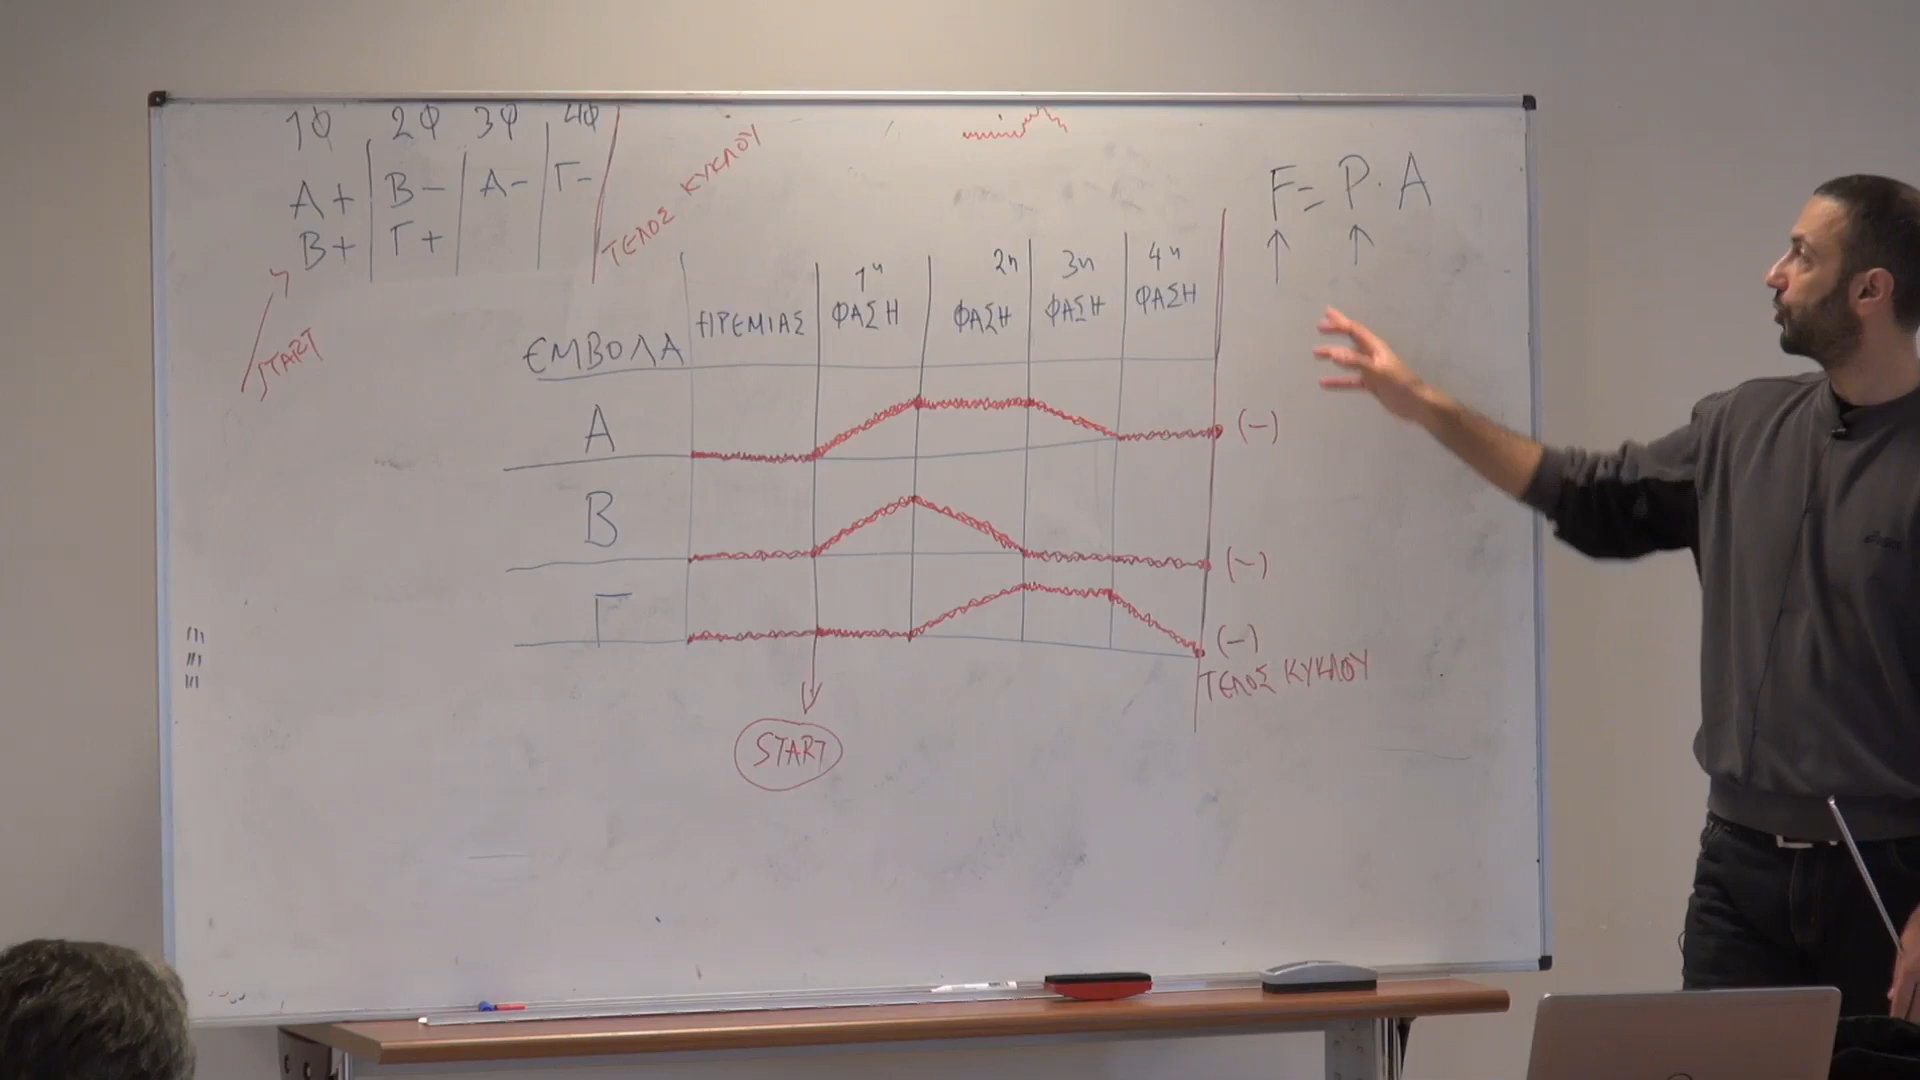 1Φ 2Φ 3Φ 4Φ
A+ B- A- Γ-
B+ Γ+
START
ΤΕΛΟΣ ΚΥΚΛΟΥ
F = P · A
ΕΜΒΟΛΑ ΗΡΕΜΙΑΣ 1η ΦΑΣΗ 2η ΦΑΣΗ 3η ΦΑΣΗ 4η ΦΑΣΗ
A (-)
B (-)
Γ (-)
ΤΕΛΟΣ ΚΥΚΛΟΥ
START